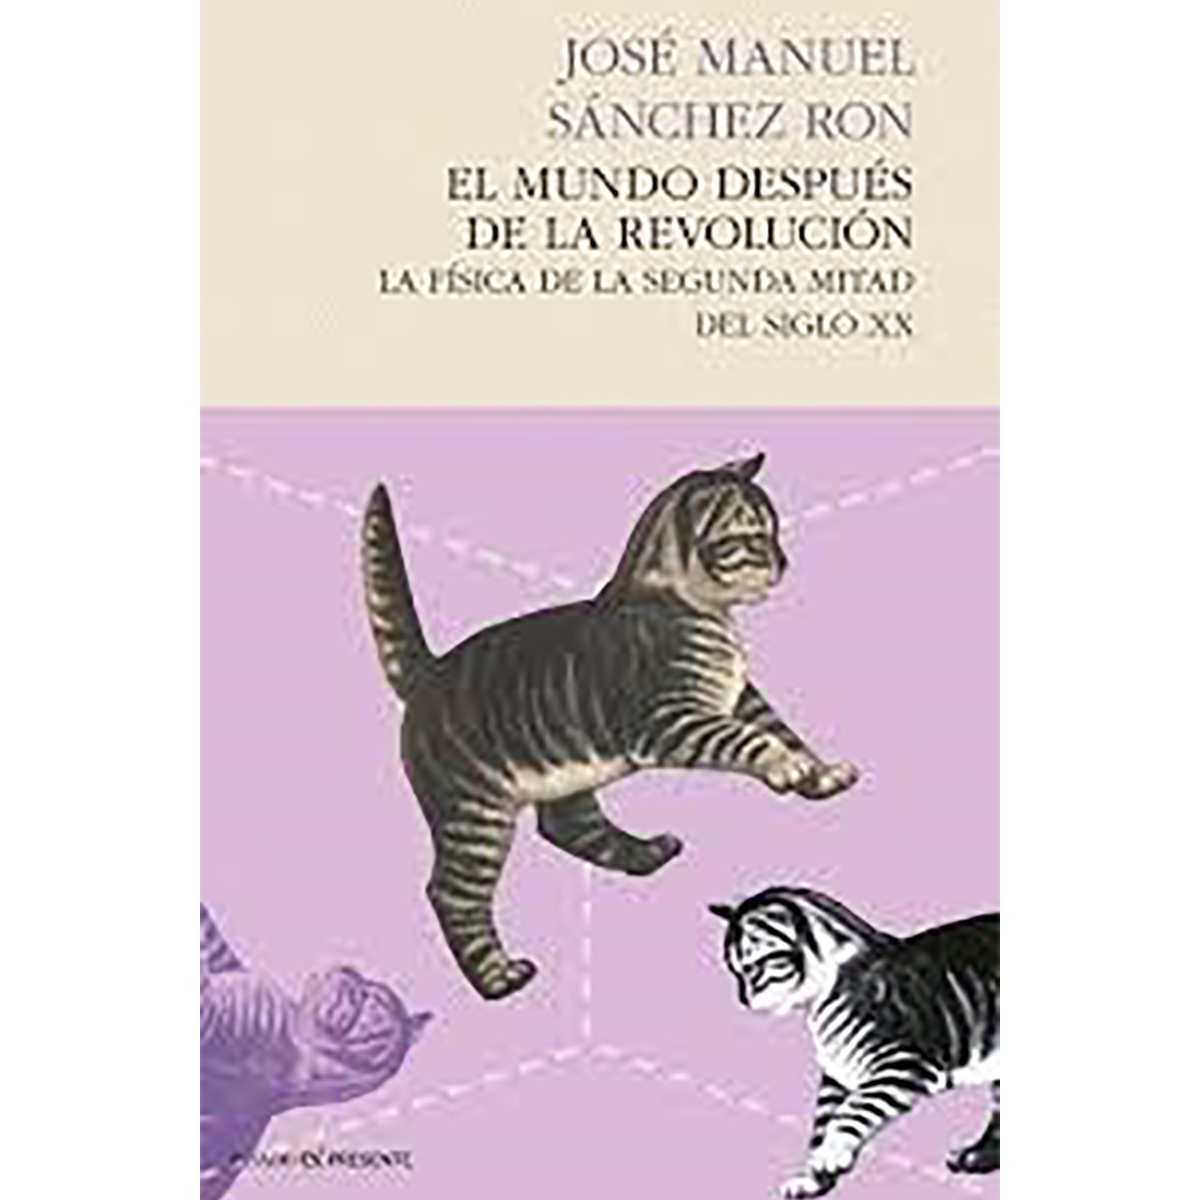 JOSÉ MANUEL
SÁNCHEZ RON
EL MUNDO DESPUÉS
DE LA REVOLUCIÓN
LA FÍSICA DE LA SEGUNDA MITAD
DEL SIGLO XX
PRESENTE